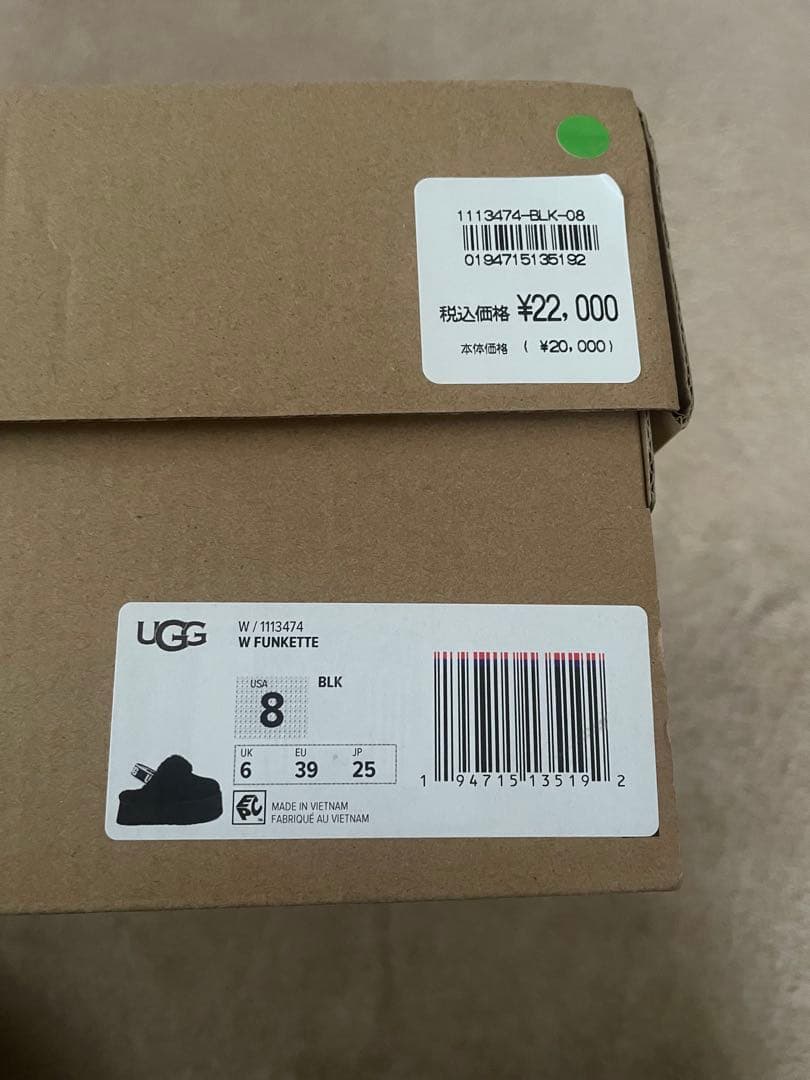 1113474-BLK-08
0194715135192
税込価格 ¥22,000
本体価格 ( ¥20,000)
UGG
W / 1113474
W FUNKETTE
USA
8
BLK
UK EU JP
6 39 25
EPC
MADE IN VIETNAM
FABRIQUÉ AU VIETNAM
1 94715 13519 2